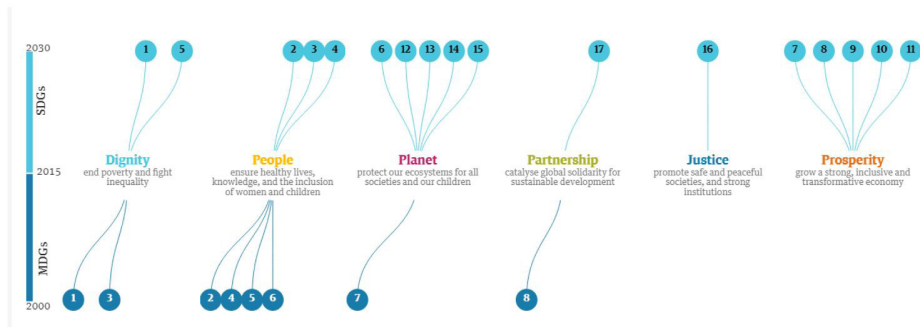 2030
1 5 2 3 4 6 12 13 14 15 17 16 7 8 9 10 11
SDGs
Dignity
end poverty and fight
inequality
People
ensure healthy lives,
knowledge, and the inclusion
of women and children
Planet
protect our ecosystems for all
societies and our children
Partnership
catalyse global solidarity for
sustainable development
Justice
promote safe and peaceful
societies, and strong
institutions
Prosperity
grow a strong, inclusive and
transformative economy
2015
MDGs
1 3 2 4 5 6 7 8
2000